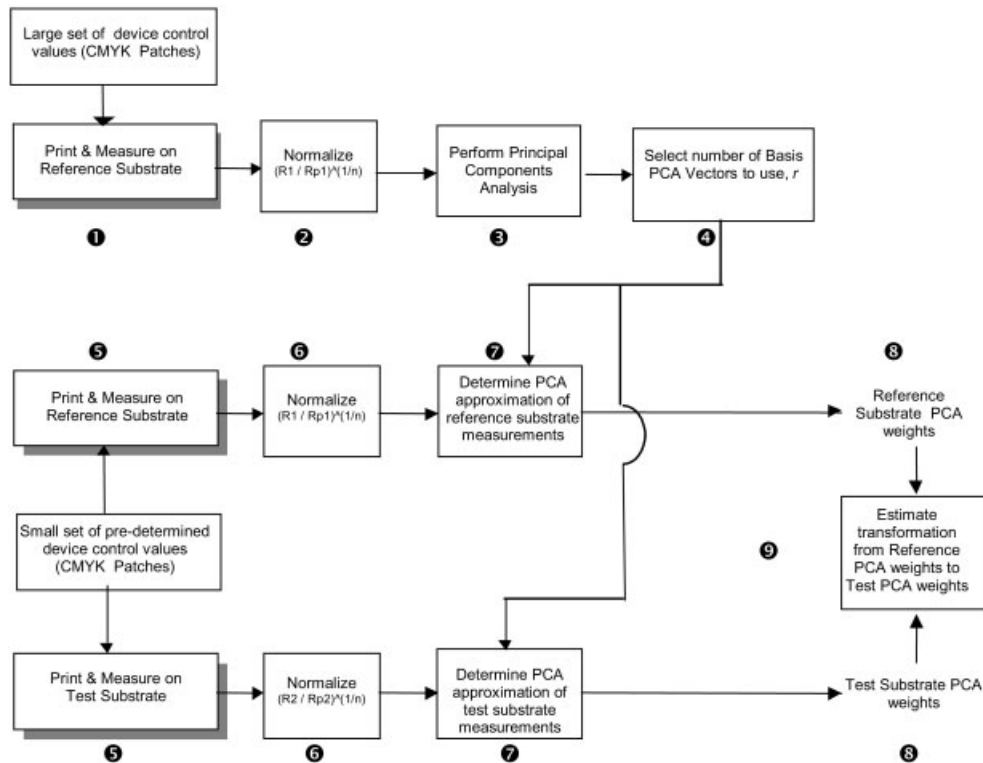 Large set of device control
values (CMYK Patches)
Print & Measure on
Reference Substrate
Normalize
(R1 / Rp1)^(1/n)
Perform Principal
Components
Analysis
Select number of Basis
PCA Vectors to use, r
❶
❷
❸
❹
❺
❻
❼
❽
Print & Measure on
Reference Substrate
Normalize
(R1 / Rp1)^(1/n)
Determine PCA
approximation of
reference substrate
measurements
Reference
Substrate PCA
weights
Small set of pre-determined
device control values
(CMYK Patches)
❾
Estimate
transformation
from Reference
PCA weights to
Test PCA weights
Print & Measure on
Test Substrate
Normalize
(R2 / Rp2)^(1/n)
Determine PCA
approximation of
test substrate
measurements
Test Substrate PCA
weights
❺
❻
❼
❽